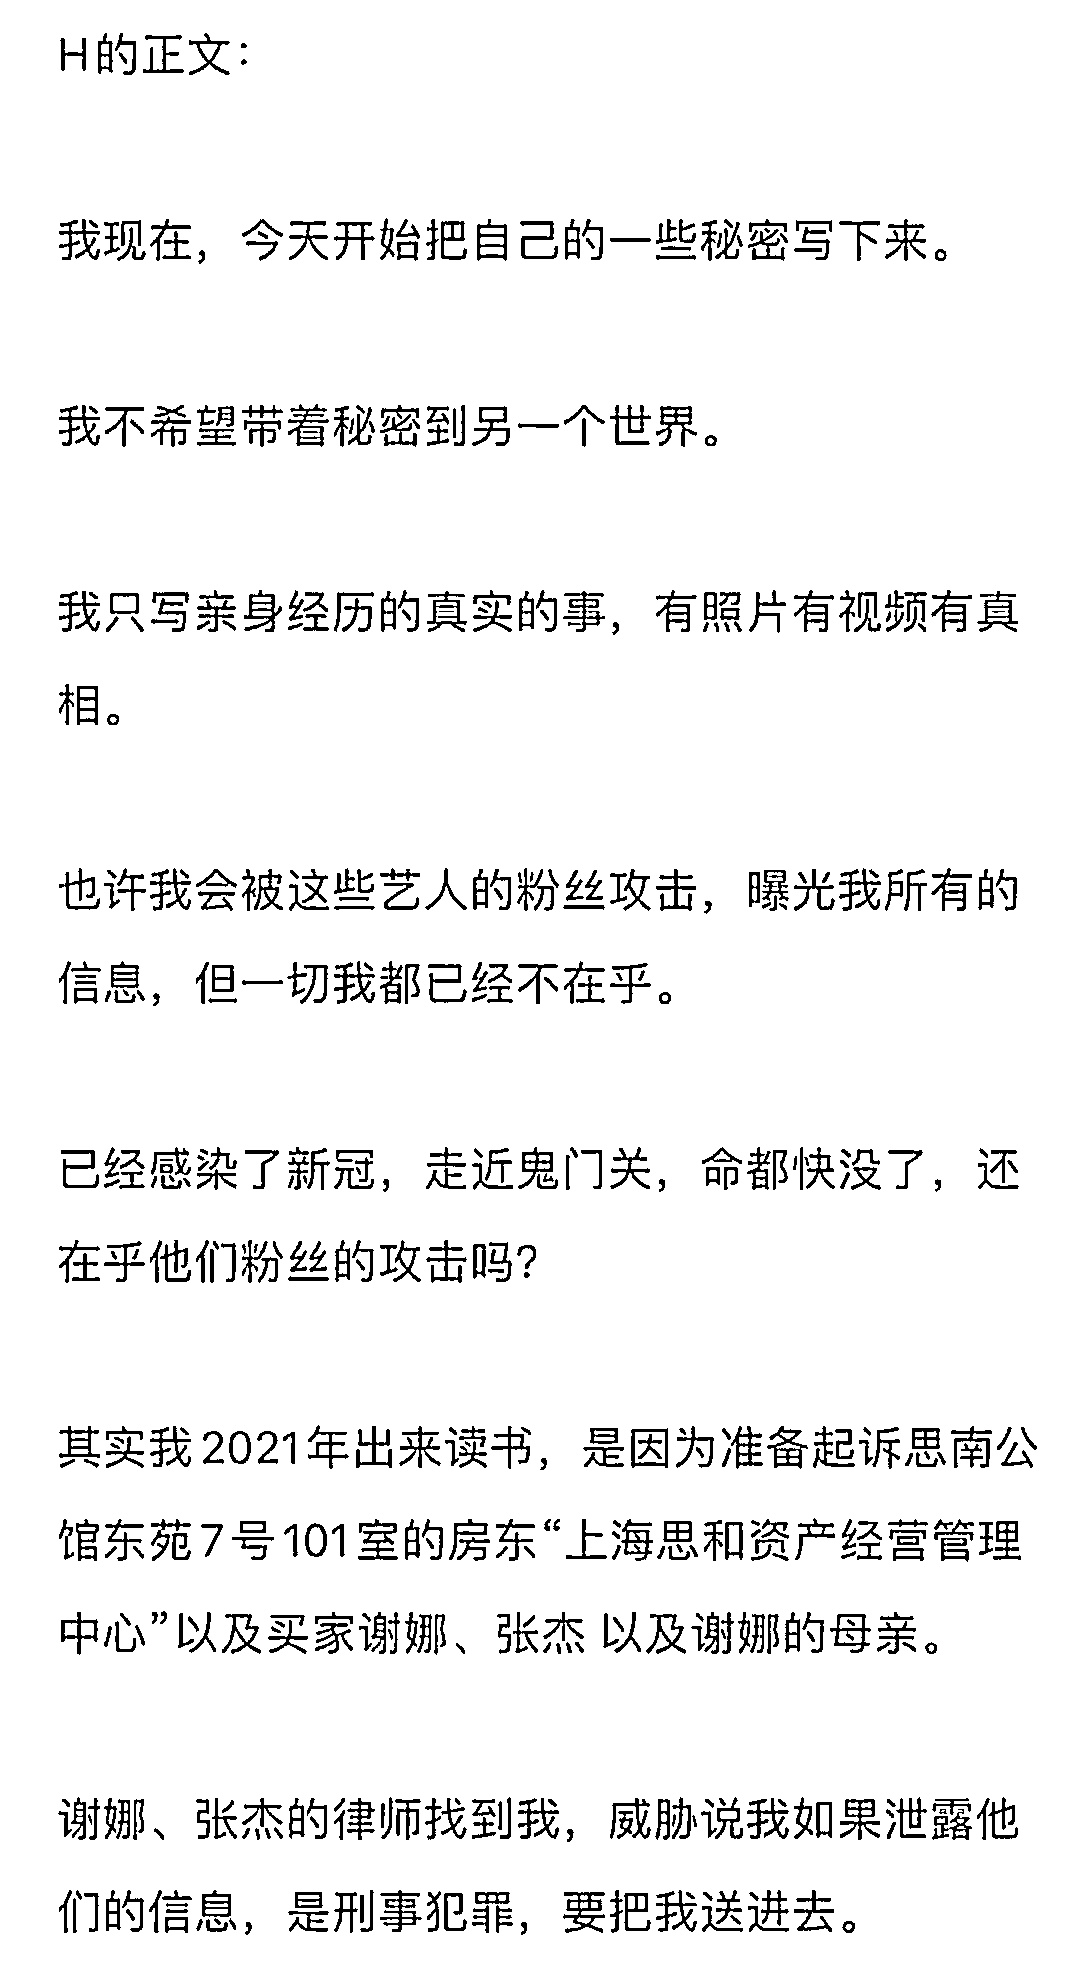 H的正文：
我现在，今天开始把自己的一些秘密写下来。
我不希望带着秘密到另一个世界。
我只写亲身经历的真实的事，有照片有视频有真
相。
也许我会被这些艺人的粉丝攻击，曝光我所有的
信息，但一切我都已经不在乎。
已经感染了新冠，走近鬼门关，命都快没了，还
在乎他们粉丝的攻击吗？
其实我2021年出来读书，是因为准备起诉思南公
馆东苑7号101室的房东“上海思和资产经营管理
中心”以及买家谢娜、张杰 以及谢娜的母亲。
谢娜、张杰的律师找到我，威胁说我如果泄露他
们的信息，是刑事犯罪，要把我送进去。